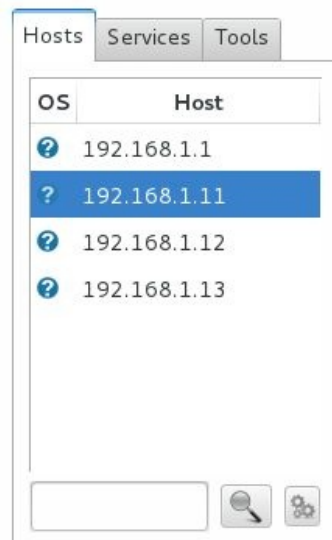 Hosts Services Tools
OS Host
? 192.168.1.1
? 192.168.1.11
? 192.168.1.12
? 192.168.1.13